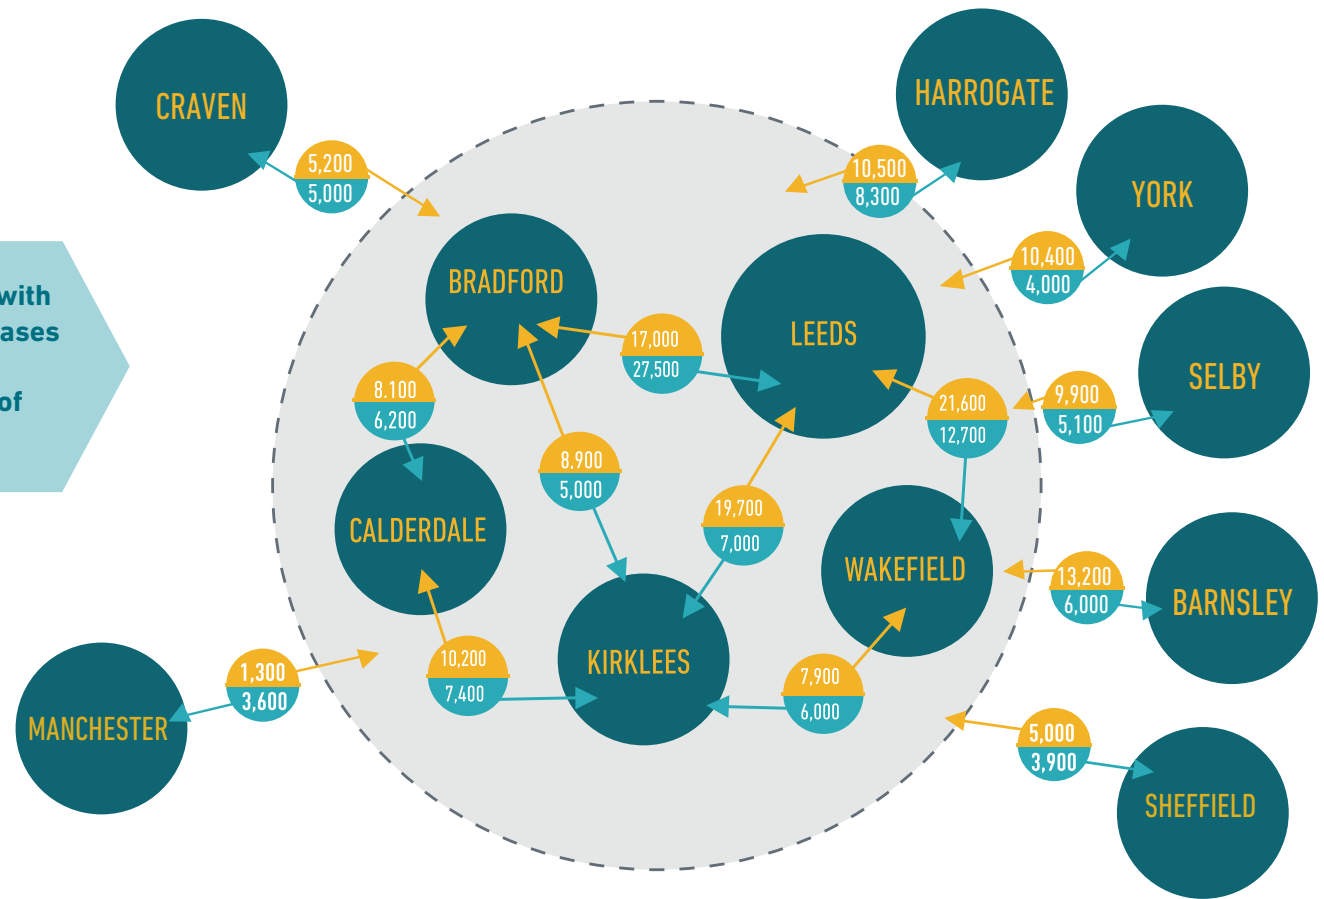 CRAVEN
5,200
5,000
HARROGATE
10,500
8,300
YORK
10,400
4,000
with
ases
of
BRADFORD
LEEDS
17,000
27,500
SELBY
9,900
5,100
8.100
6,200
21,600
12,700
8,900
5,000
19,700
7,000
CALDERDALE
WAKEFIELD
13,200
6,000
BARNSLEY
10,200
7,400
KIRKLEES
7,900
6,000
1,300
3,600
MANCHESTER
5,000
3,900
SHEFFIELD